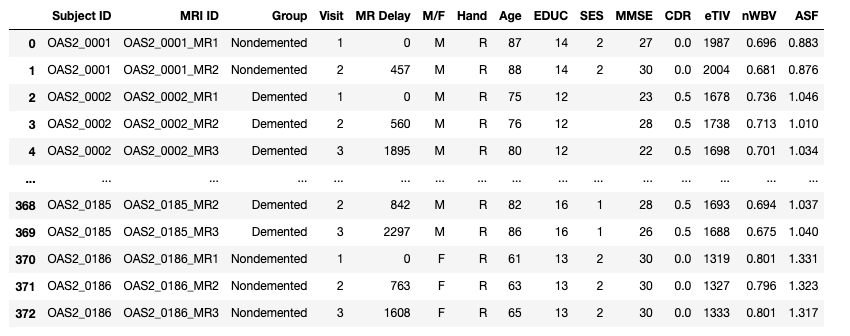 Subject ID MRI ID Group Visit MR Delay M/F Hand Age EDUC SES MMSE CDR eTIV nWBV ASF
0 OAS2_0001 OAS2_0001_MR1 Nondemented 1 0 M R 87 14 2 27 0.0 1987 0.696 0.883
1 OAS2_0001 OAS2_0001_MR2 Nondemented 2 457 M R 88 14 2 30 0.0 2004 0.681 0.876
2 OAS2_0002 OAS2_0002_MR1 Demented 1 0 M R 75 12 23 0.5 1678 0.736 1.046
3 OAS2_0002 OAS2_0002_MR2 Demented 2 560 M R 76 12 28 0.5 1738 0.713 1.010
4 OAS2_0002 OAS2_0002_MR3 Demented 3 1895 M R 80 12 22 0.5 1698 0.701 1.034
... ... ... ... ... ... ... ... ... ... ... ... ... ... ... ...
368 OAS2_0185 OAS2_0185_MR2 Demented 2 842 M R 82 16 1 28 0.5 1693 0.694 1.037
369 OAS2_0185 OAS2_0185_MR3 Demented 3 2297 M R 86 16 1 26 0.5 1688 0.675 1.040
370 OAS2_0186 OAS2_0186_MR1 Nondemented 1 0 F R 61 13 2 30 0.0 1319 0.801 1.331
371 OAS2_0186 OAS2_0186_MR2 Nondemented 2 763 F R 63 13 2 30 0.0 1327 0.796 1.323
372 OAS2_0186 OAS2_0186_MR3 Nondemented 3 1608 F R 65 13 2 30 0.0 1333 0.801 1.317